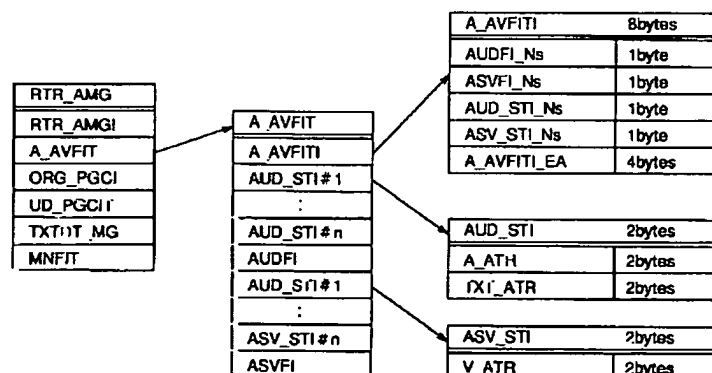 RTR_AMG
RTR_AMGI
A_AVFIT
ORG_PGCI
UD_PGCIT
TXTDT_MG
MNFIT
A_AVFIT
A_AVFITI
AUD_STI#1
:
AUD_STI#n
AUDFI
AUD_STI#1
:
ASV_STI#n
ASVFI
A_AVFITI 8bytes
AUDFI_Ns 1byte
ASVFI_Ns 1byte
AUD_STI_Ns 1byte
ASV_STI_Ns 1byte
A_AVFITI_EA 4bytes
AUD_STI 2bytes
A_ATH 2bytes
TXT_ATR 2bytes
ASV_STI 2bytes
V_ATR 2bytes